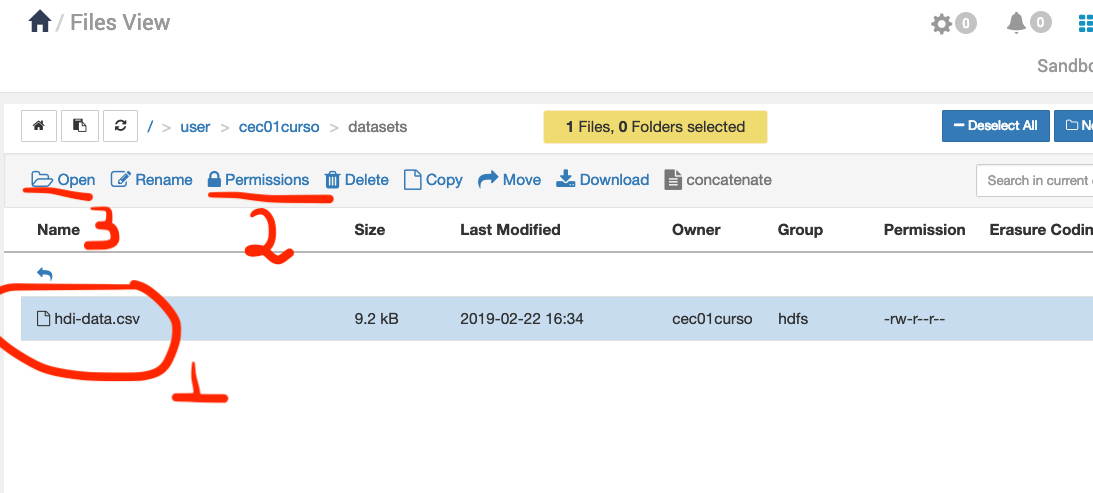 / Files View
0
0
Sandbo
/ > user > cec01curso > datasets
1 Files, 0 Folders selected
Deselect All
Ne
Open
Rename
Permissions
Delete
Copy
Move
Download
concatenate
Search in current
3
2
Name
Size
Last Modified
Owner
Group
Permission
Erasure Codin
hdi-data.csv
9.2 kB
2019-02-22 16:34
cec01curso
hdfs
-rw-r--r--
1